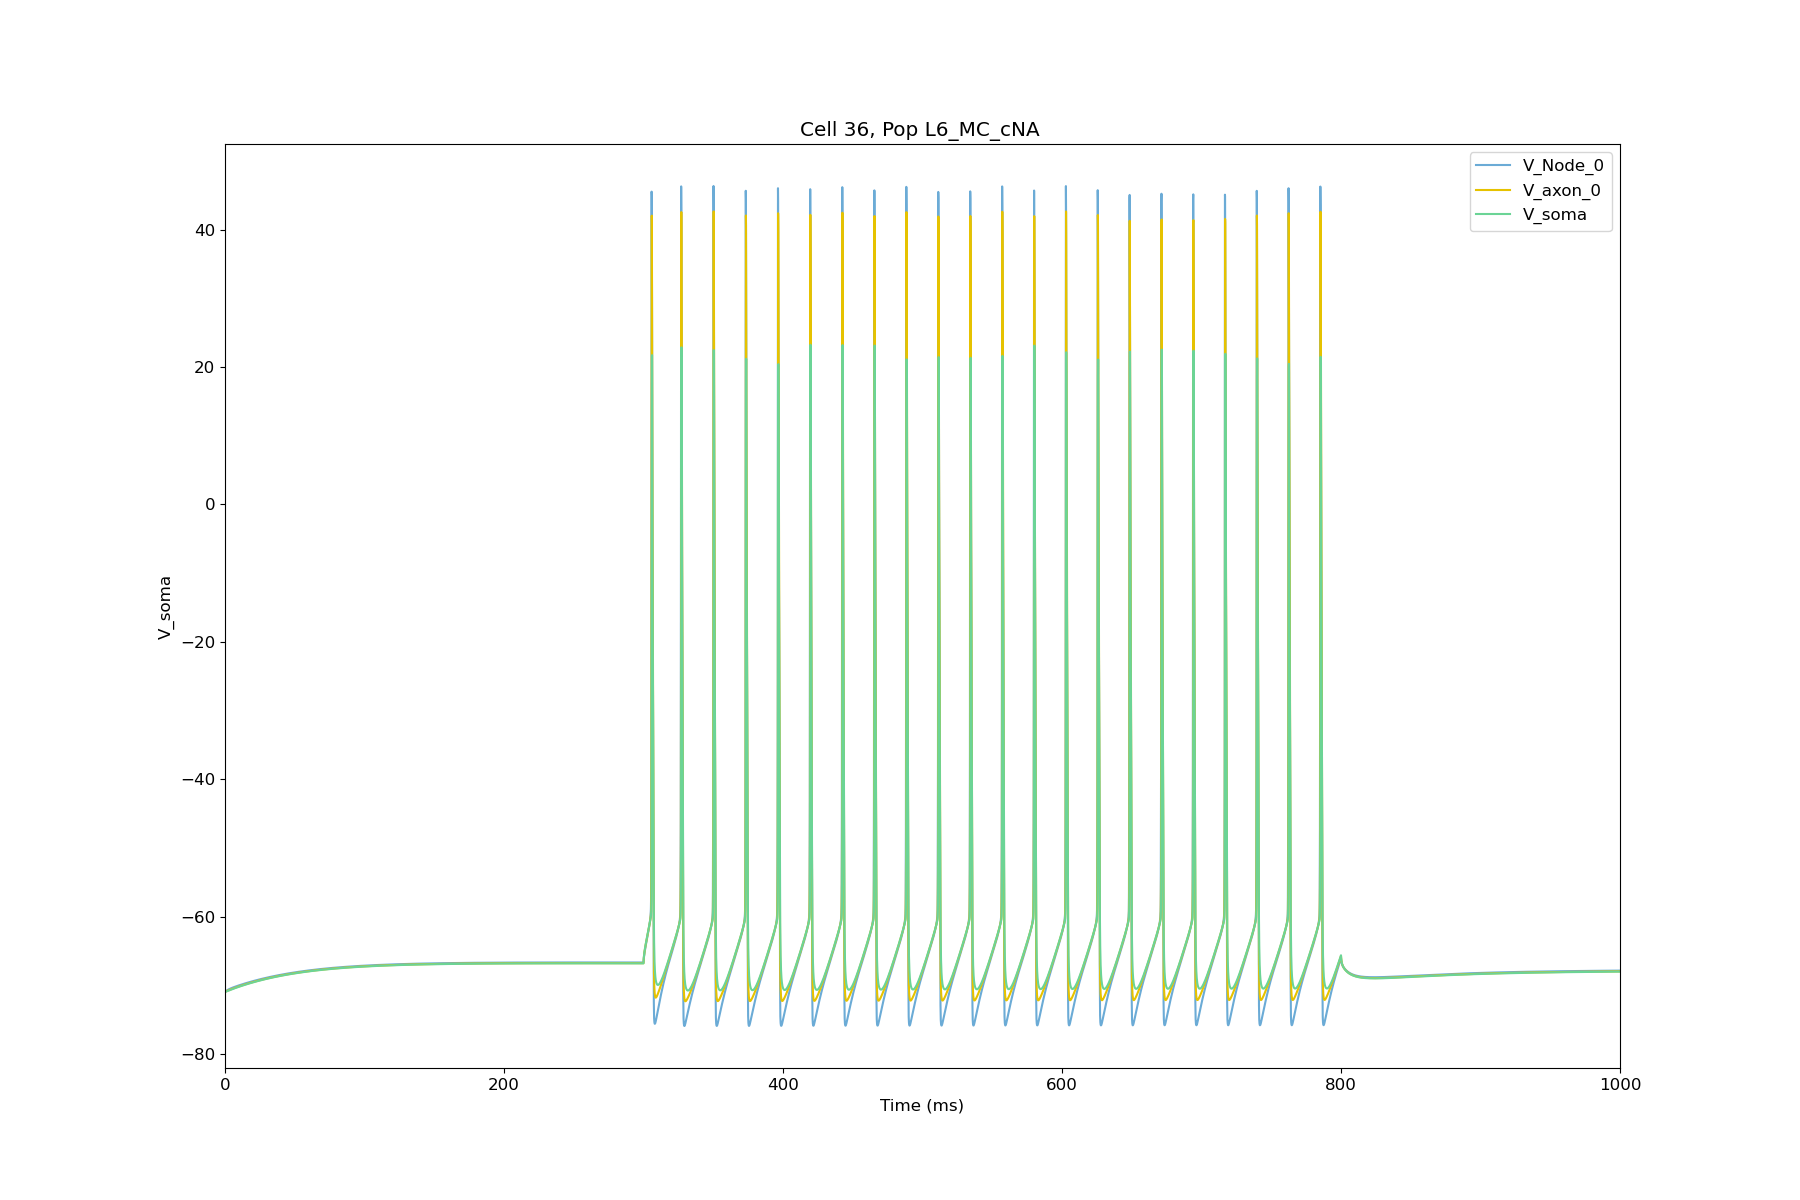 Cell 36, Pop L6_MC_cNA
V_Node_0
V_axon_0
V_soma
40
20
0
−20
−40
−60
−80
V_soma
0 200 400 600 800 1000
Time (ms)